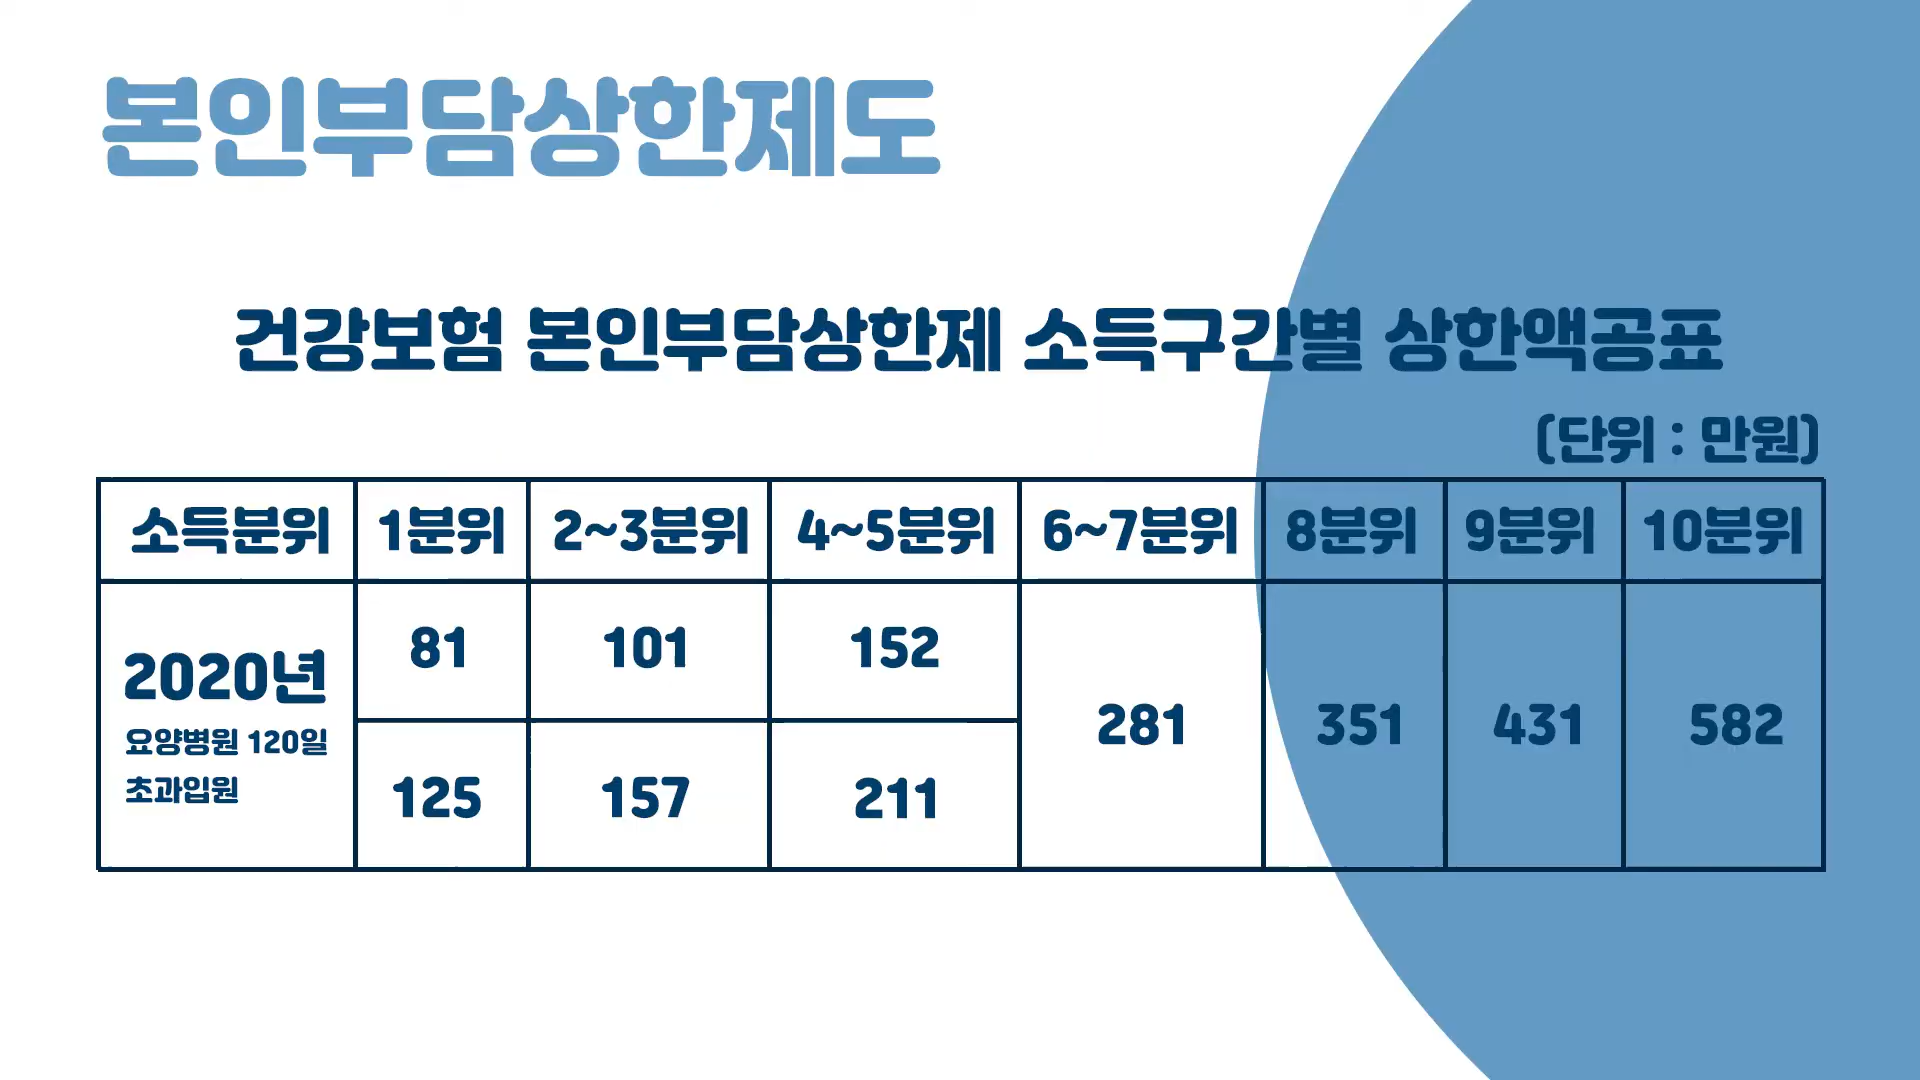 본인부담상한제도
건강보험 본인부담상한제 소득구간별 상한액공표
(단위 : 만원)
소득분위 1분위 2~3분위 4~5분위 6~7분위 8분위 9분위 10분위
2020년 81 101 152 281 351 431 582
요양병원 120일
초과입원 125 157 211